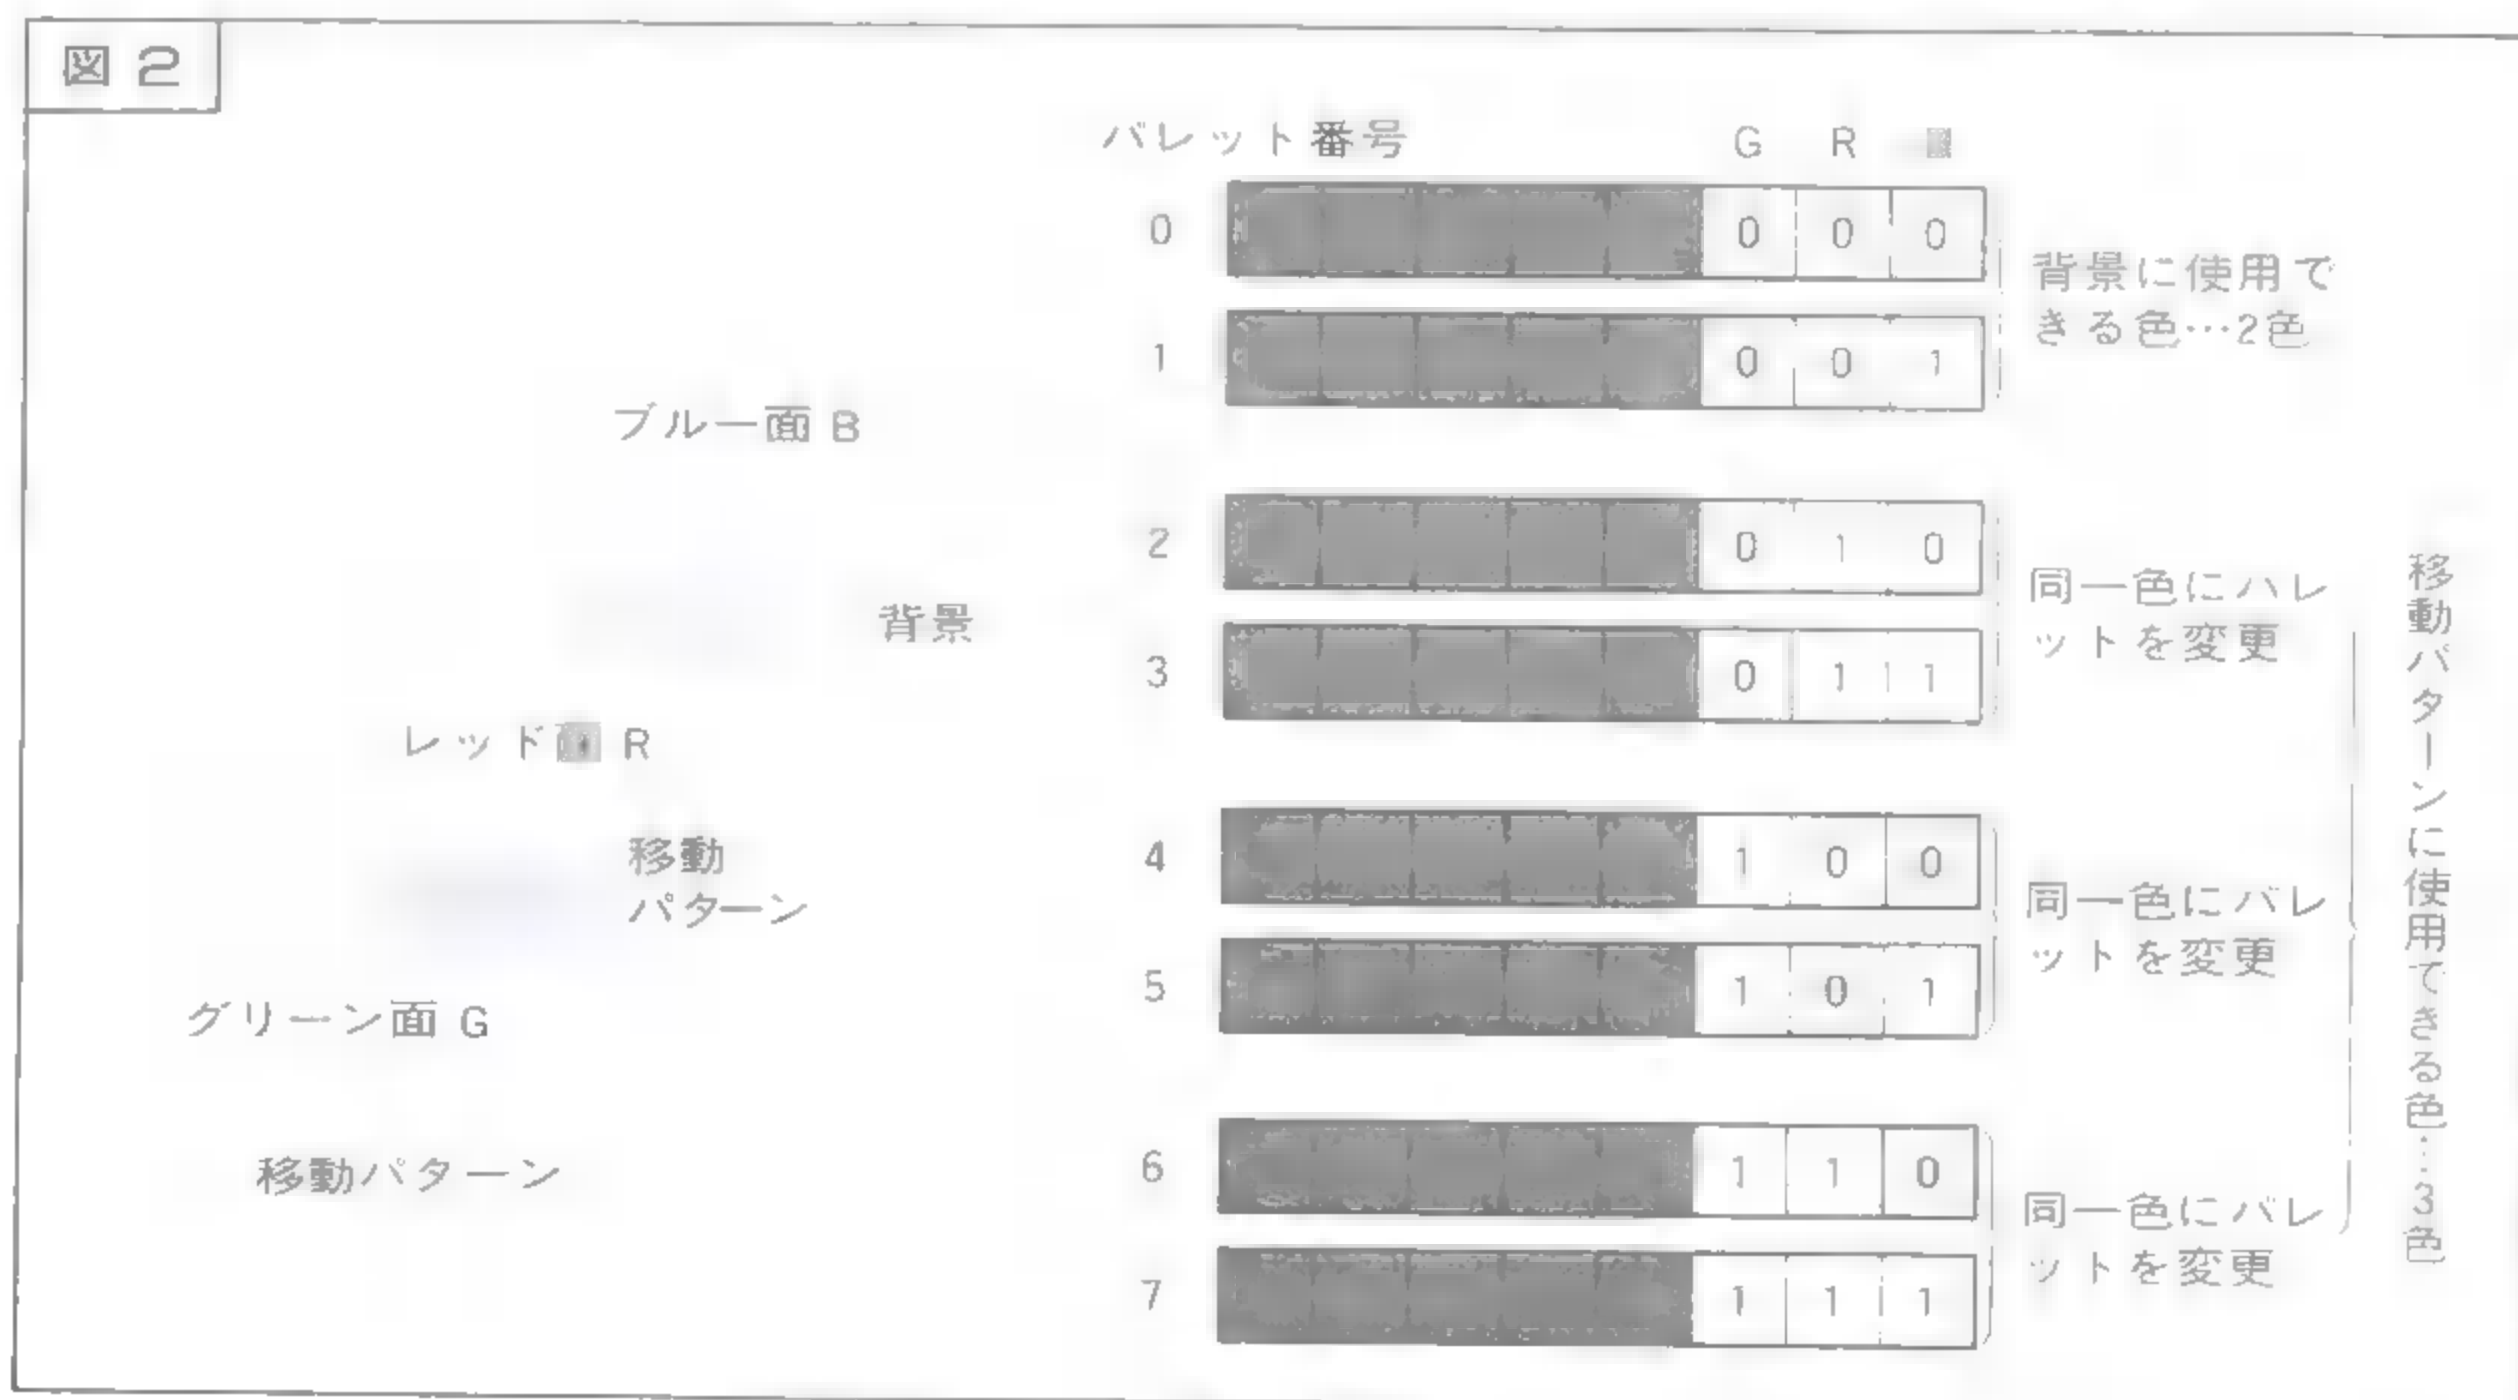 図2
パレット番号 G R
0 0 0 0
1 0 0 1
背景に使用で
きる色…2色
ブルー面 B
背景
レッド面 R
移動
パターン
グリーン面 G
移動パターン
2 0 1 0
3 0 1 1
同一色にパレ
ットを変更
4 1 0 0
5 1 0 1
同一色にパレ
ットを変更
6 1 1 0
7 1 1 1
同一色にパレ
ットを変更
移動パターンに使用できる色…3色